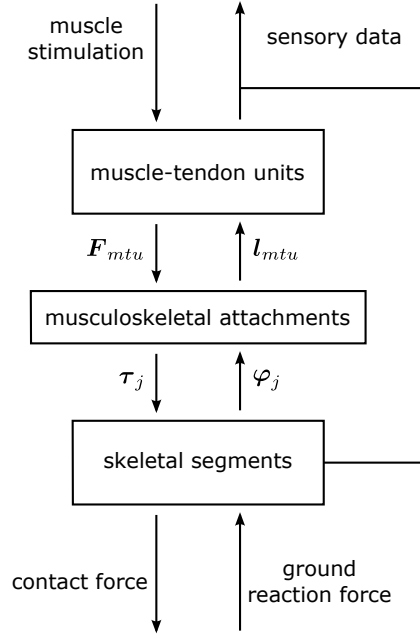 muscle
stimulation
sensory data
muscle-tendon units
F_mtu
l_mtu
musculoskeletal attachments
τ_j
φ_j
skeletal segments
contact force
ground
reaction force